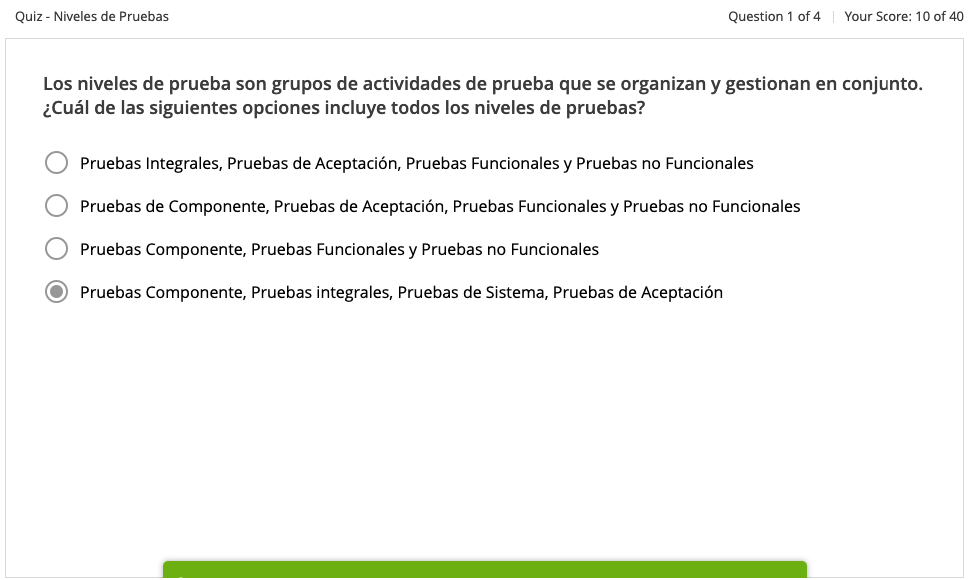 Quiz - Niveles de Pruebas
Question 1 of 4
Your Score: 10 of 40
Los niveles de prueba son grupos de actividades de prueba que se organizan y gestionan en conjunto.
¿Cuál de las siguientes opciones incluye todos los niveles de pruebas?
Pruebas Integrales, Pruebas de Aceptación, Pruebas Funcionales y Pruebas no Funcionales
Pruebas de Componente, Pruebas de Aceptación, Pruebas Funcionales y Pruebas no Funcionales
Pruebas Componente, Pruebas Funcionales y Pruebas no Funcionales
Pruebas Componente, Pruebas integrales, Pruebas de Sistema, Pruebas de Aceptación